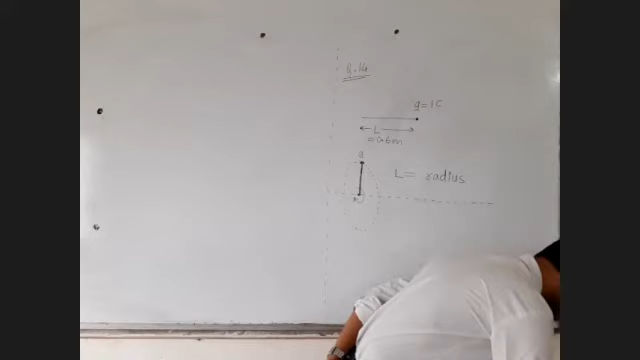 Q.14
q=1C
L
=0.6m
q
L= radius